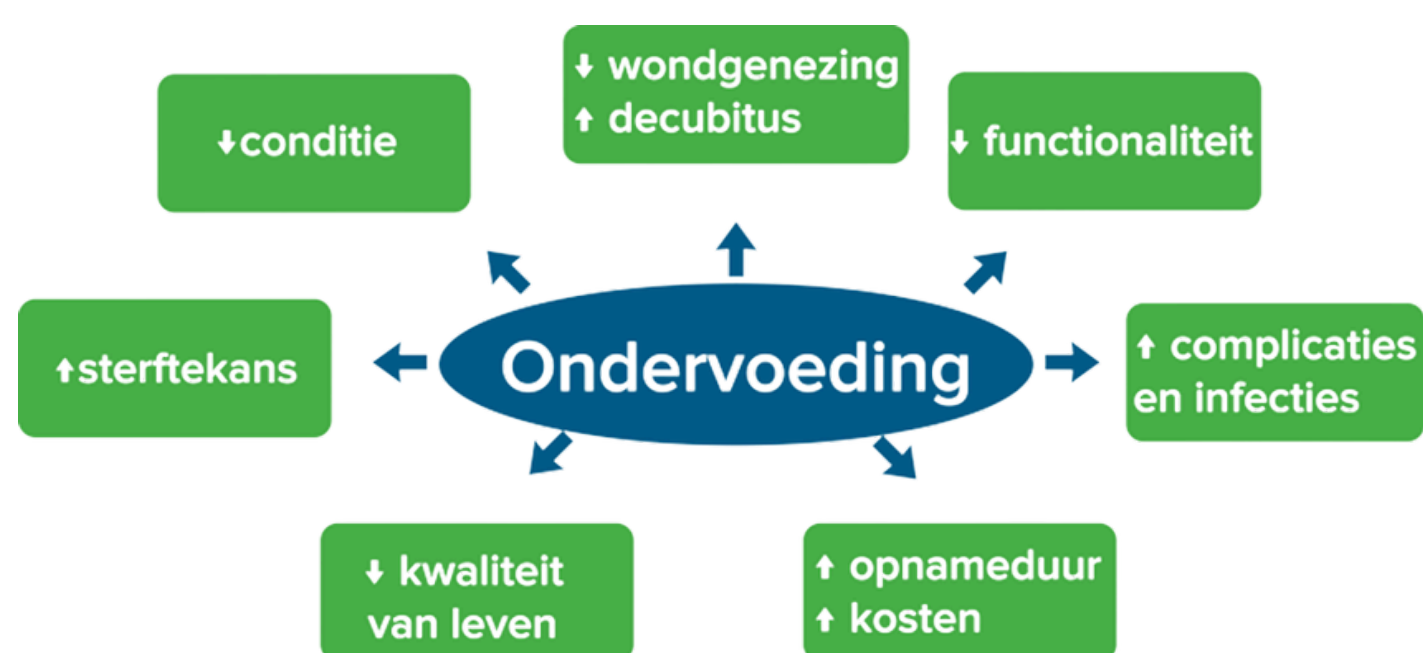 ↓ wondgenezing
↑ decubitus
↓conditie
↓ functionaliteit
↑sterftekans
Ondervoeding
↑ complicaties
en infecties
↓ kwaliteit
van leven
↑ opnameduur
↑ kosten